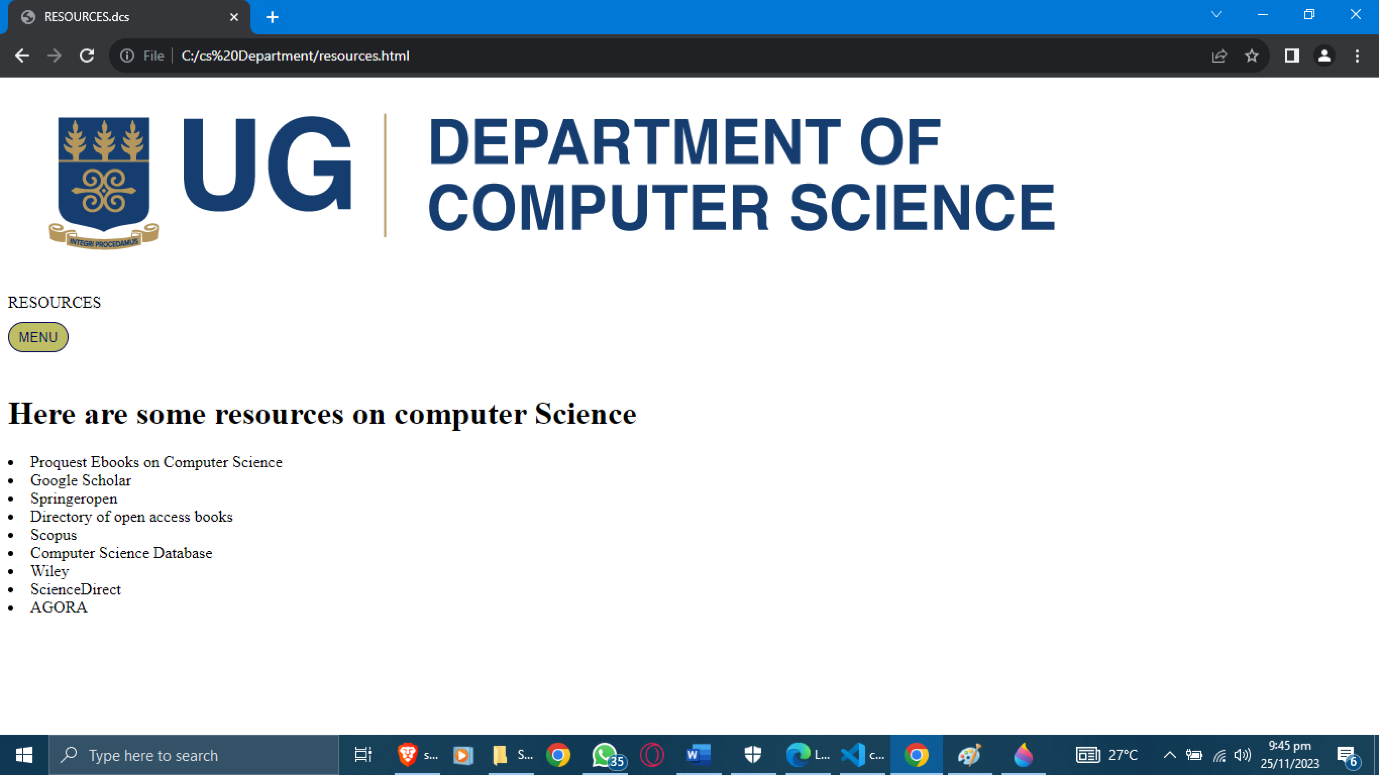 RESOURCES.dcs
File
C:/cs%20Department/resources.html
INTEGRI PROCEDAMUS
UG
DEPARTMENT OF
COMPUTER SCIENCE
RESOURCES
MENU
Here are some resources on computer Science
Proquest Ebooks on Computer Science
Google Scholar
Springeropen
Directory of open access books
Scopus
Computer Science Database
Wiley
ScienceDirect
AGORA
Type here to search
s...
S...
35
L...
c...
27°C
9:45 pm
25/11/2023
6